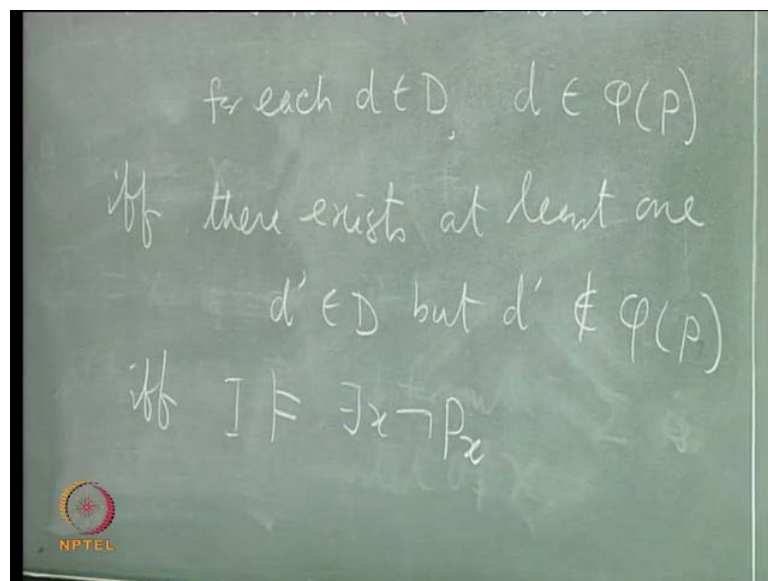 for each d ∈ D, d ∈ φ(P)
iff there exists at least one
d' ∈ D but d' ∉ φ(P)
iff I ⊨ ∃x¬Px
NPTEL